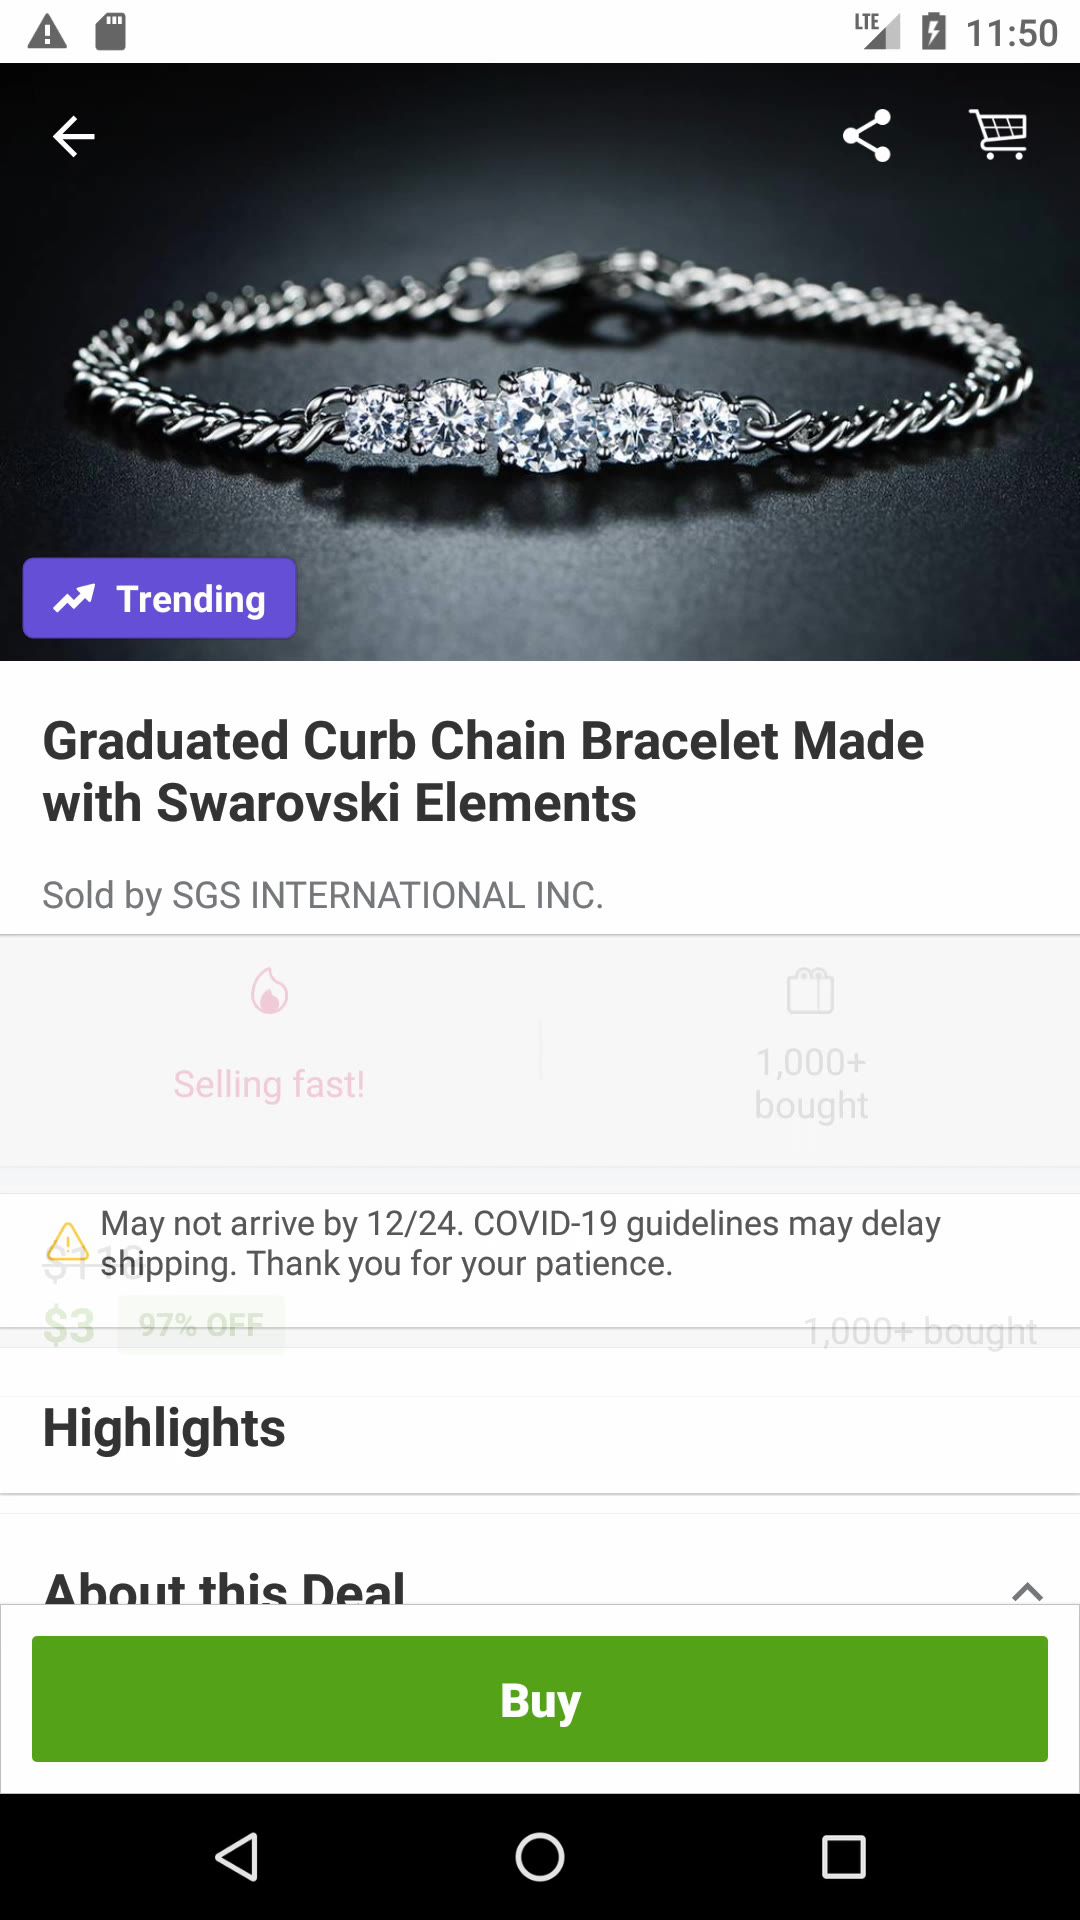 LTE 11:50
Trending
Graduated Curb Chain Bracelet Made
with Swarovski Elements
Sold by SGS INTERNATIONAL INC.
Selling fast!
1,000+
bought
May not arrive by 12/24. COVID-19 guidelines may delay
shipping. Thank you for your patience.
$3 97% OFF 1,000+ bought
Highlights
About this Deal
Buy